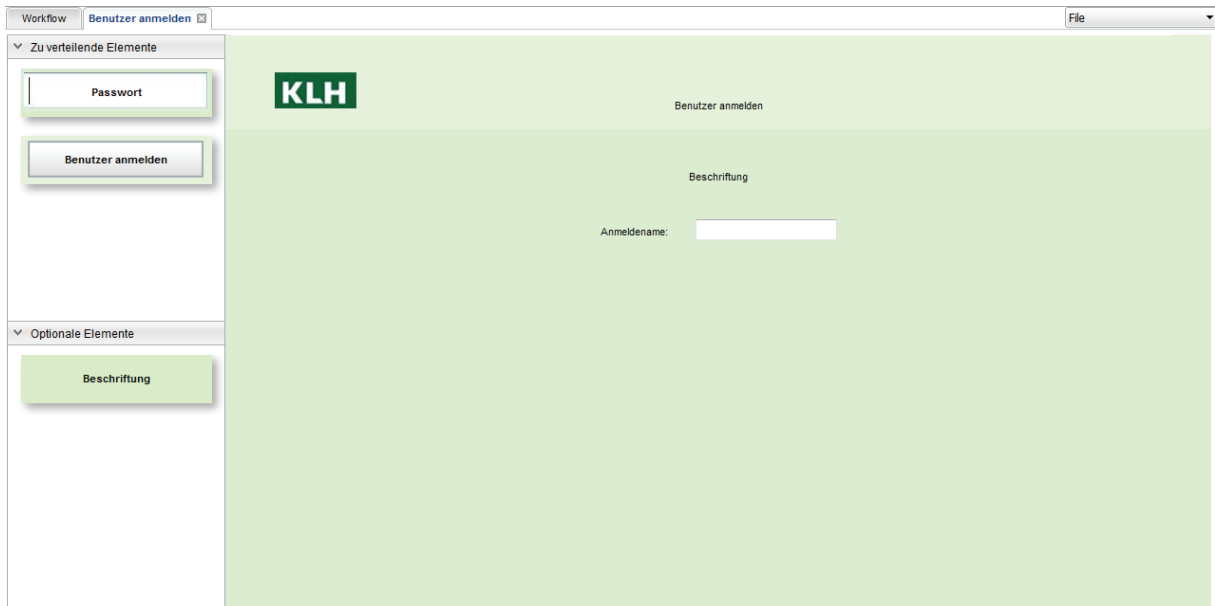 Workflow
Benutzer anmelden
File
Zu verteilende Elemente
Passwort
Benutzer anmelden
Optionale Elemente
Beschriftung
KLH
Benutzer anmelden
Beschriftung
Anmeldename: